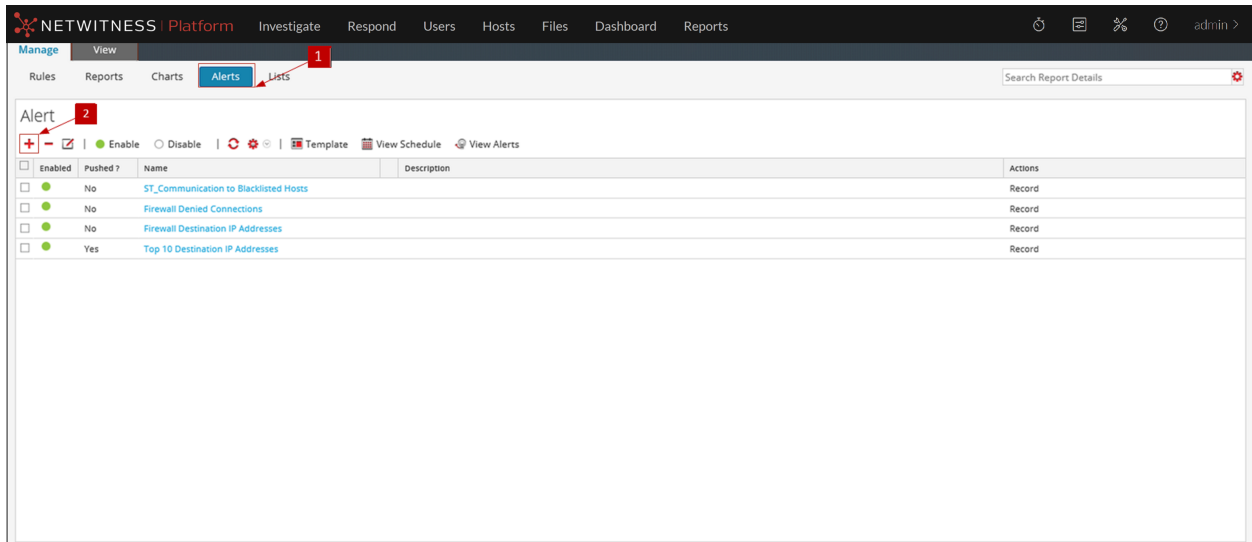 NETWITNESS | Platform Investigate Respond Users Hosts Files Dashboard Reports admin >
Manage View
1
Rules Reports Charts Alerts Lists Search Report Details
Alert
2
Enable Disable | Template View Schedule View Alerts
Enabled Pushed ? Name Description Actions
No ST_Communication to Blacklisted Hosts Record
No Firewall Denied Connections Record
No Firewall Destination IP Addresses Record
Yes Top 10 Destination IP Addresses Record